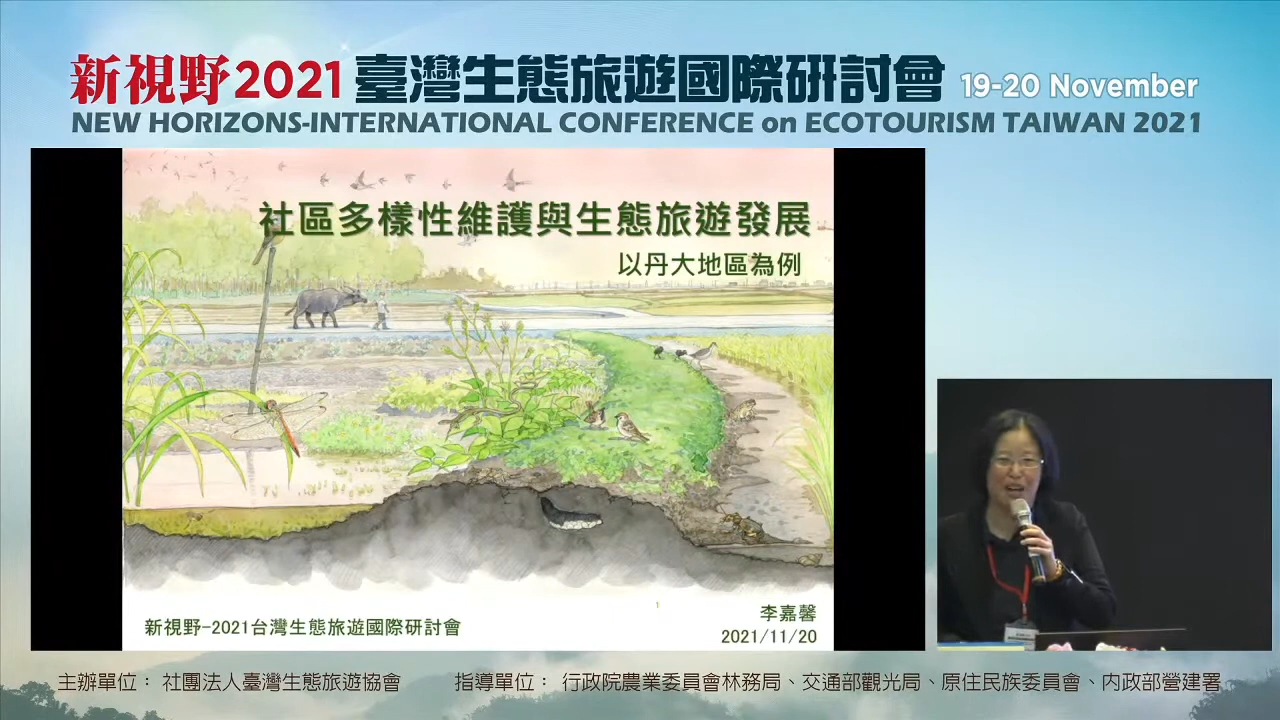 新視野2021臺灣生態旅遊國際研討會 19-20 November
NEW HORIZONS-INTERNATIONAL CONFERENCE on ECOTOURISM TAIWAN 2021
社區多樣性維護與生態旅遊發展
以丹大地區為例
1
李嘉馨
新視野-2021台灣生態旅遊國際研討會
2021/11/20
主辦單位： 社團法人臺灣生態旅遊協會 指導單位： 行政院農業委員會林務局、交通部觀光局、原住民族委員會、內政部營建署